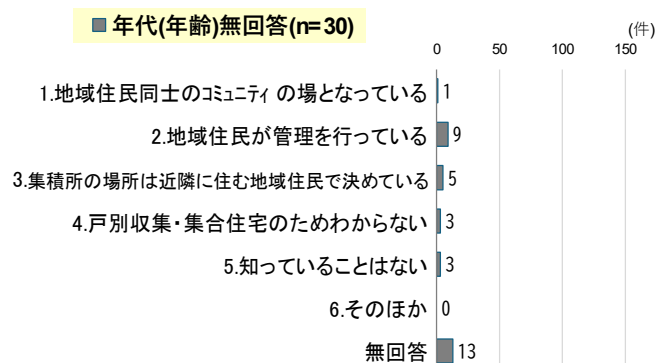 年代(年齢)無回答(n=30)
(件)
0 50 100 150
1.地域住民同士のコミュニティの場となっている 1
2.地域住民が管理を行っている 9
3.集積所の場所は近隣に住む地域住民で決めている 5
4.戸別収集・集合住宅のためわからない 3
5.知っていることはない 3
6.そのほか 0
無回答 13